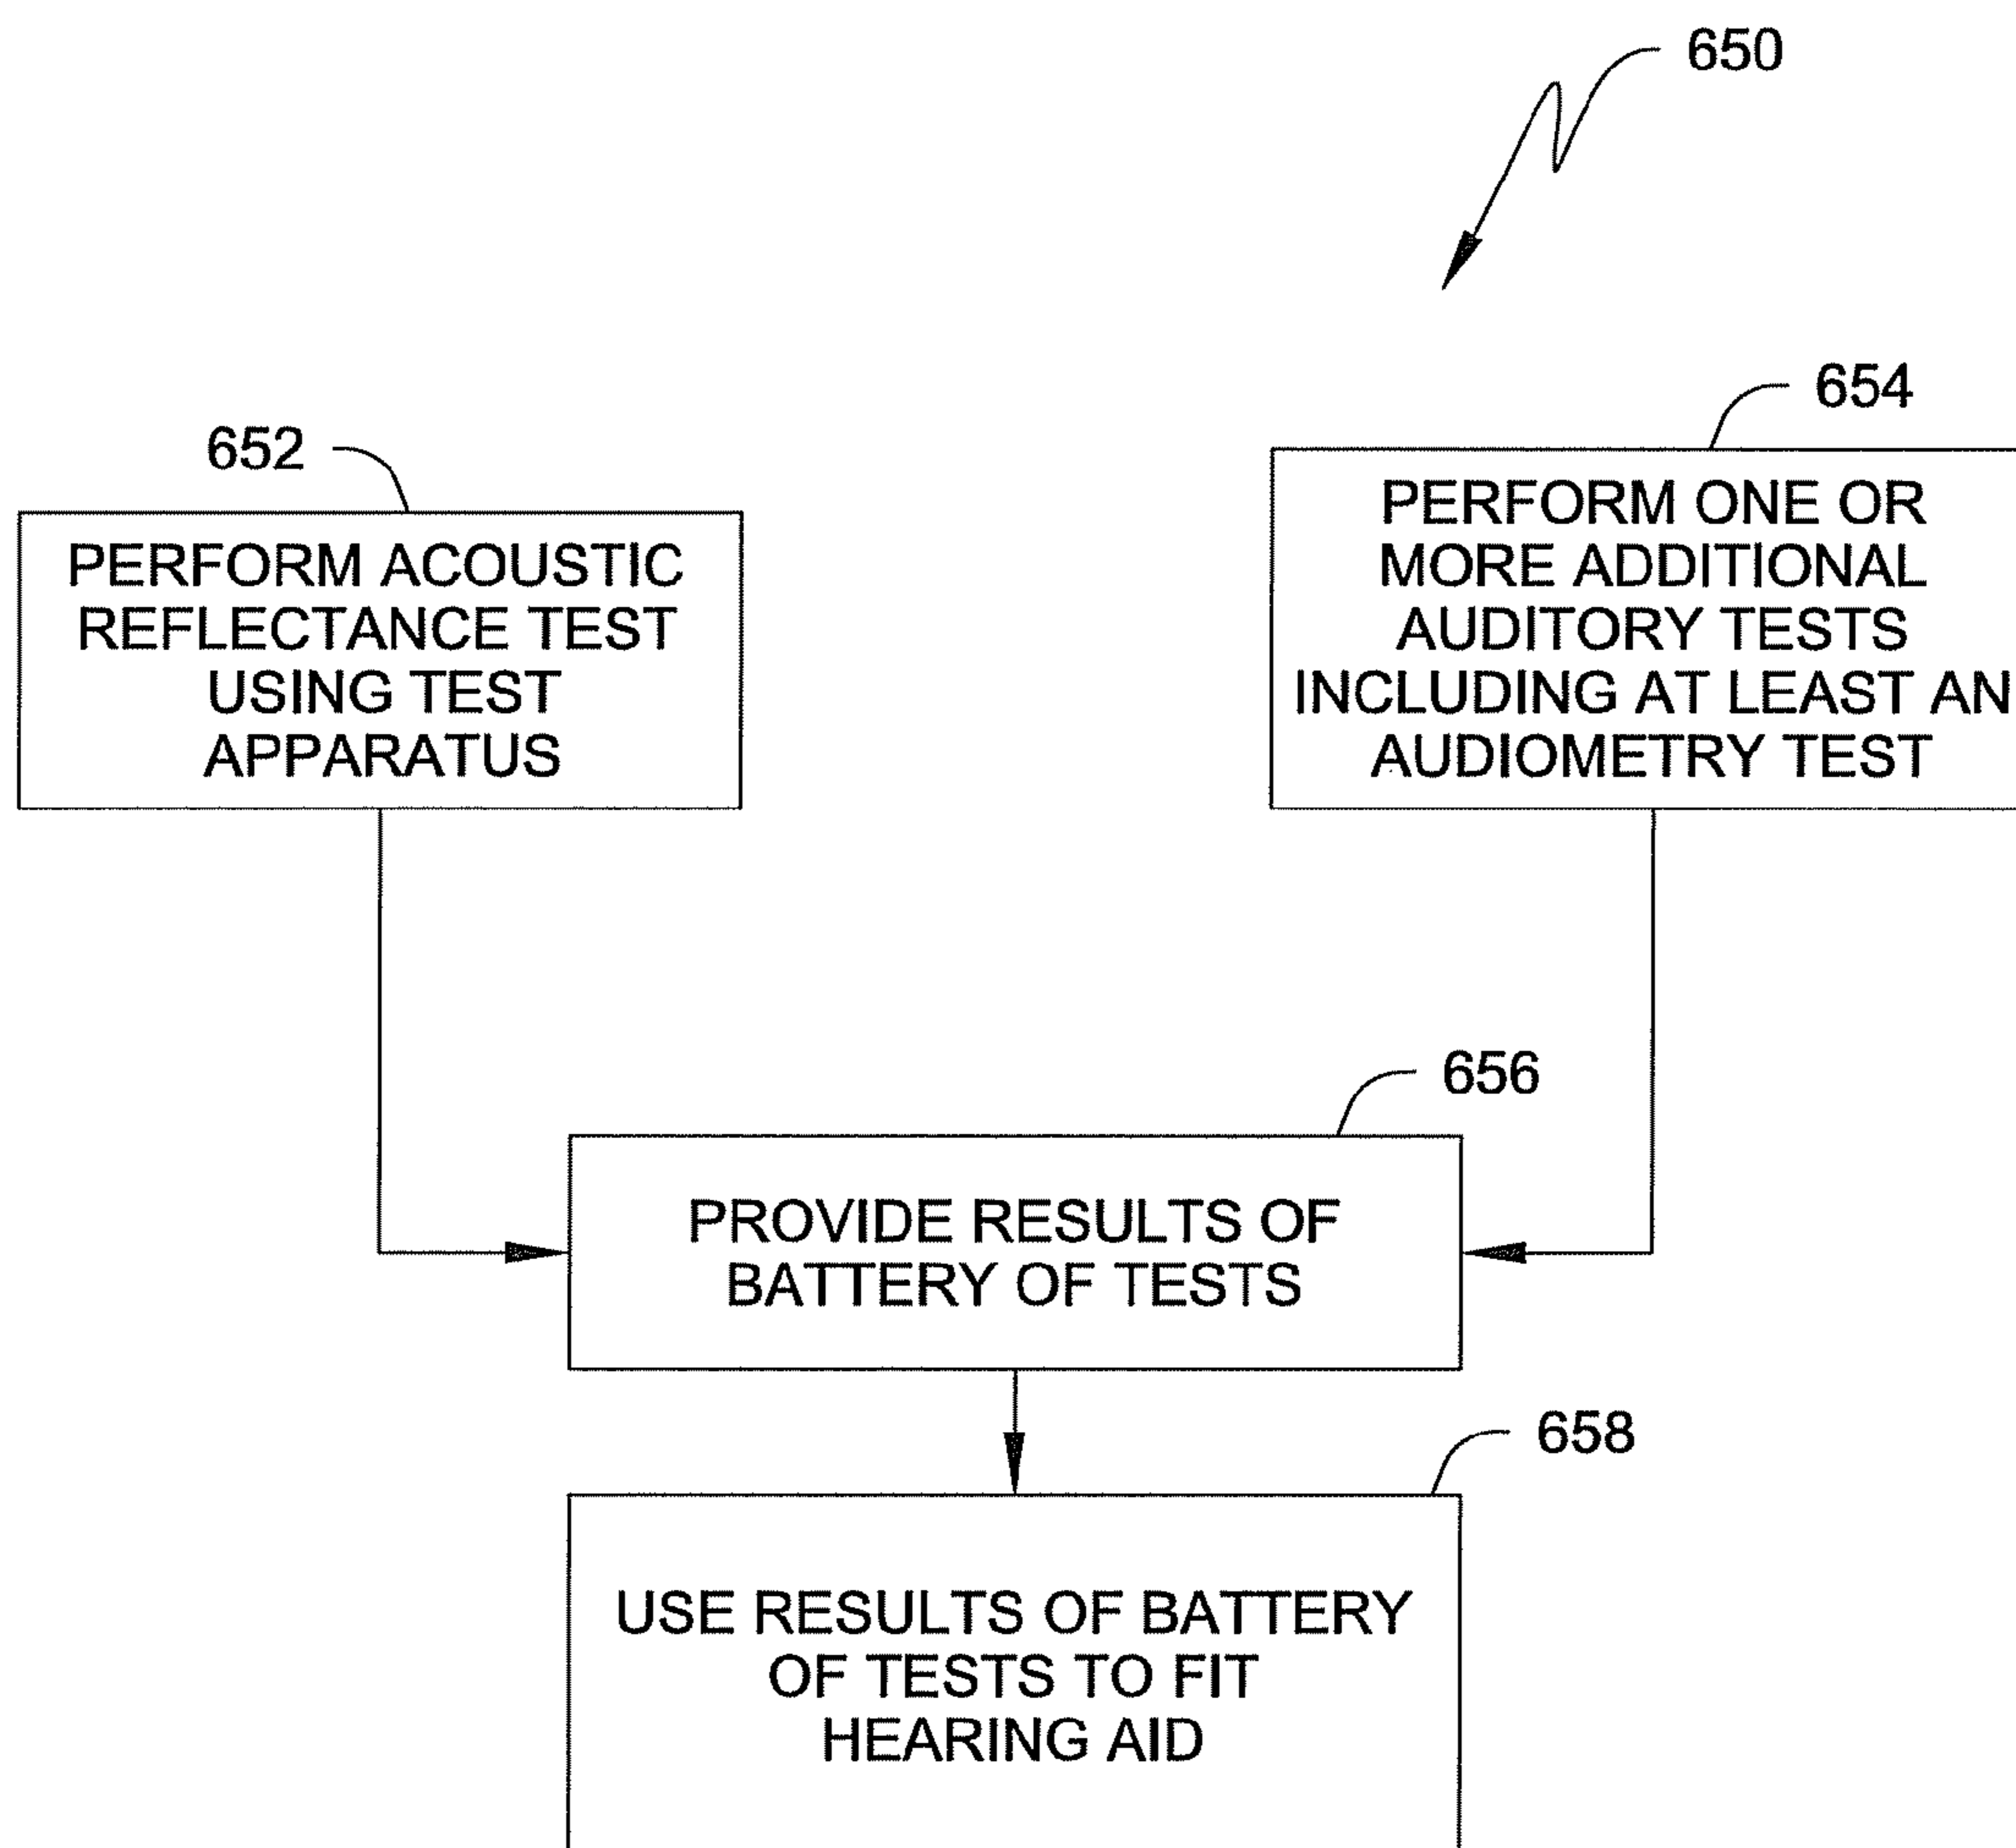 650
652
PERFORM ACOUSTIC
REFLECTANCE TEST
USING TEST
APPARATUS
654
PERFORM ONE OR
MORE ADDITIONAL
AUDITORY TESTS
INCLUDING AT LEAST AN
AUDIOMETRY TEST
656
PROVIDE RESULTS OF
BATTERY OF TESTS
658
USE RESULTS OF BATTERY
OF TESTS TO FIT
HEARING AID